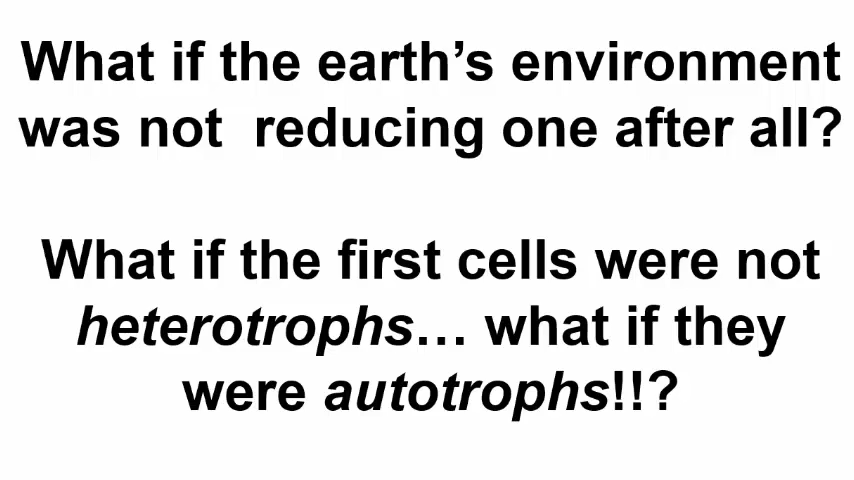 What if the earth’s environment
was not  reducing one after all?
What if the first cells were not
heterotrophs… what if they
were autotrophs!!?